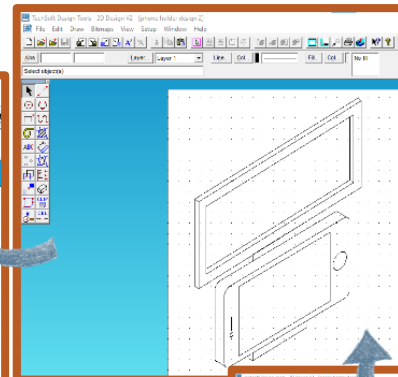 TechSoft Design Tools - 2D Design V2 - [phone holder design 2]
File Edit Draw Bitmaps View Setup Window Help
Abs Layer... Layer 1 Line... Col... Fill... Col... No fill
Select object(s)
ABC